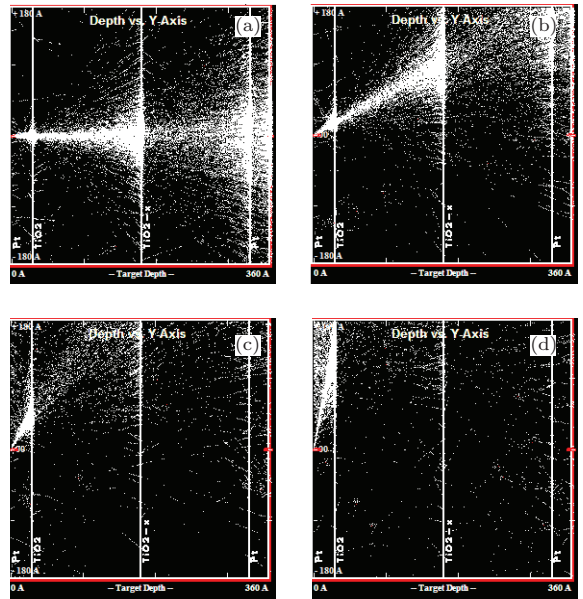 +180 A
Depth vs. Y-Axis
(a)
Pt
TiO2
TiO2-x
Pt
-180 A
0 A
-- Target Depth --
360 A
+180 A
Depth vs. Y-Axis
(b)
Pt
TiO2
TiO2-x
Pt
-180 A
0 A
-- Target Depth --
360 A
+180 A
Depth vs. Y-Axis
(c)
Pt
TiO2
TiO2-x
Pt
-180 A
0 A
-- Target Depth --
360 A
+180 A
Depth vs. Y-Axis
(d)
Pt
TiO2
TiO2-x
Pt
-180 A
0 A
-- Target Depth --
360 A